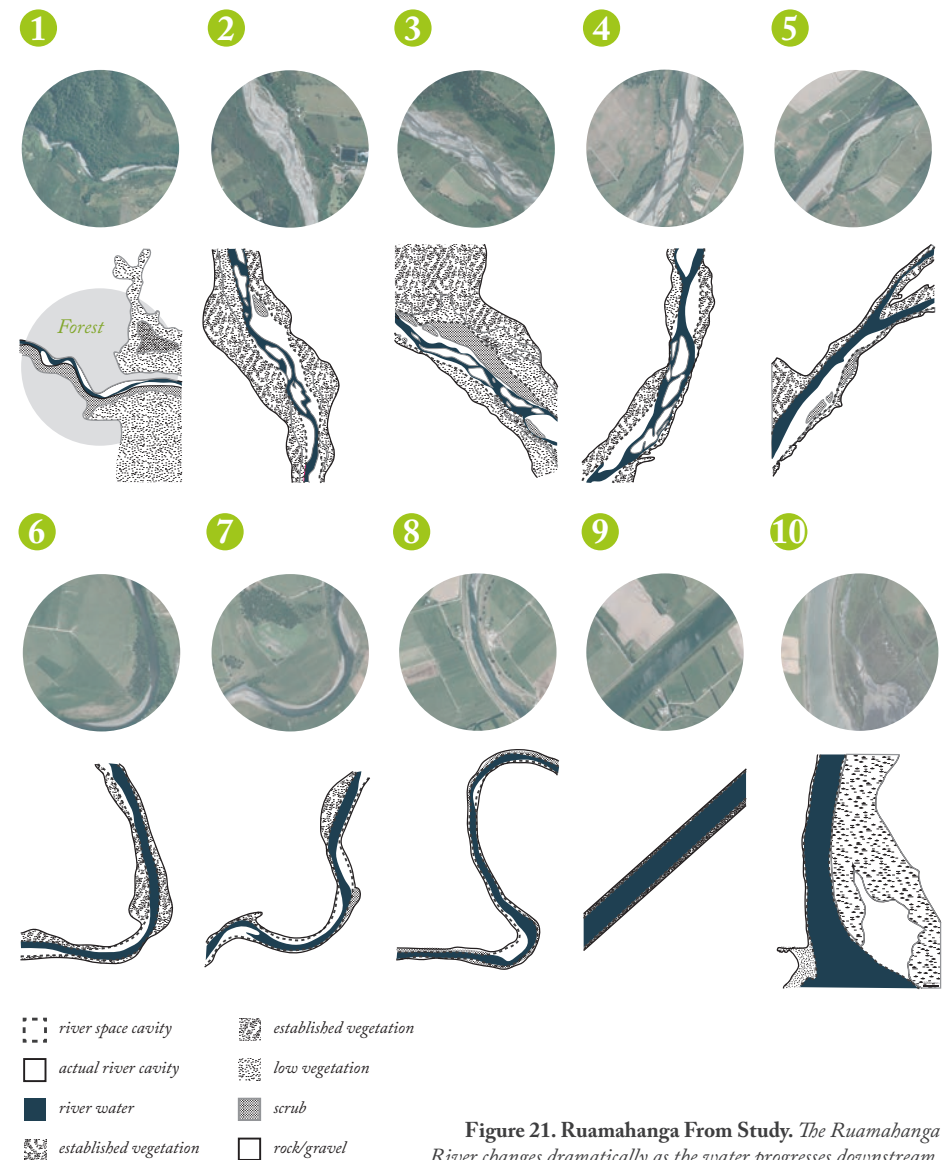 1
2
3
4
5
Forest
6
7
8
9
10
river space cavity
actual river cavity
river water
established vegetation
established vegetation
low vegetation
scrub
rock/gravel
Figure 21. Ruamahanga From Study. The Ruamahanga
River changes dramatically as the water progresses downstream.